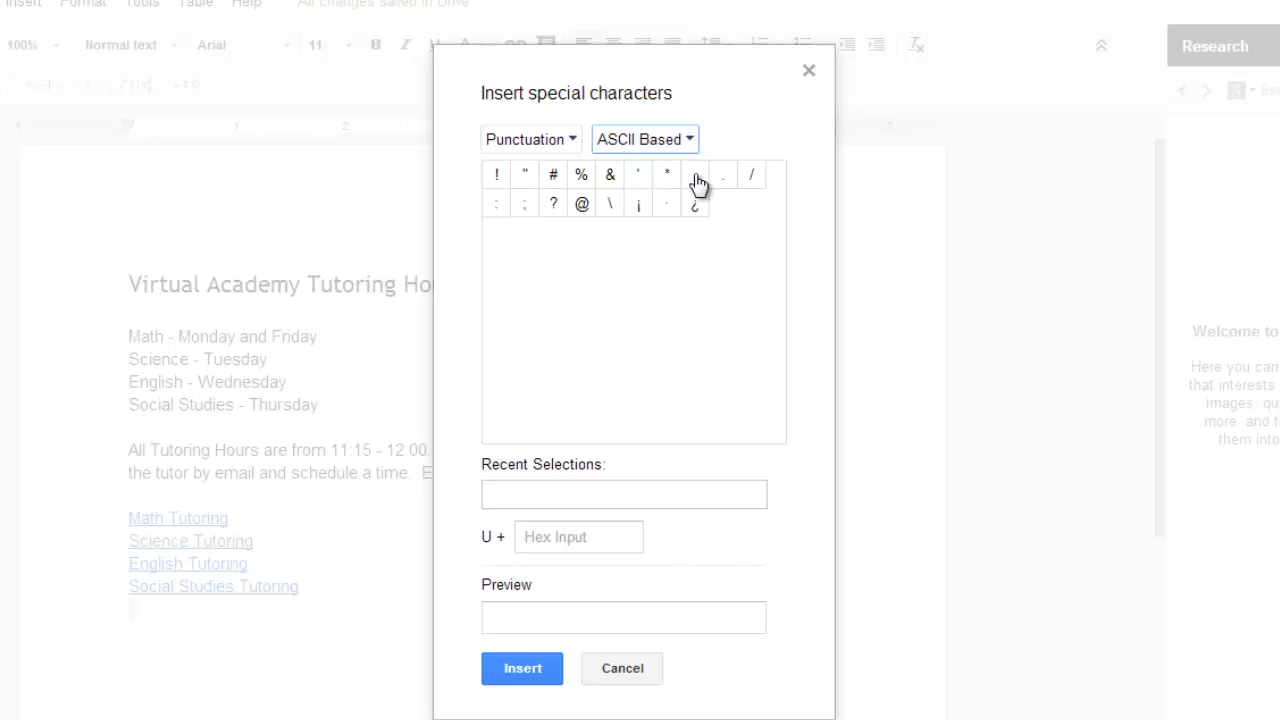 Insert Format Tools Table Help All changes saved in Drive
100% Normal text Arial 11 B I U A
Research
Insert special characters
Punctuation ASCII Based
! " # % & ' * . /
: ; ? @ \ ¡ · ¿
1 2 7
Virtual Academy Tutoring Ho
Math - Monday and Friday
Science - Tuesday
English - Wednesday
Social Studies - Thursday
All Tutoring Hours are from 11:15 - 12:00.
the tutor by email and schedule a time. E
Math Tutoring
Science Tutoring
English Tutoring
Social Studies Tutoring
Recent Selections:
U + Hex Input
Preview
Insert Cancel
Welcome to
Here you can
that interests
images, qu
more, and
them into